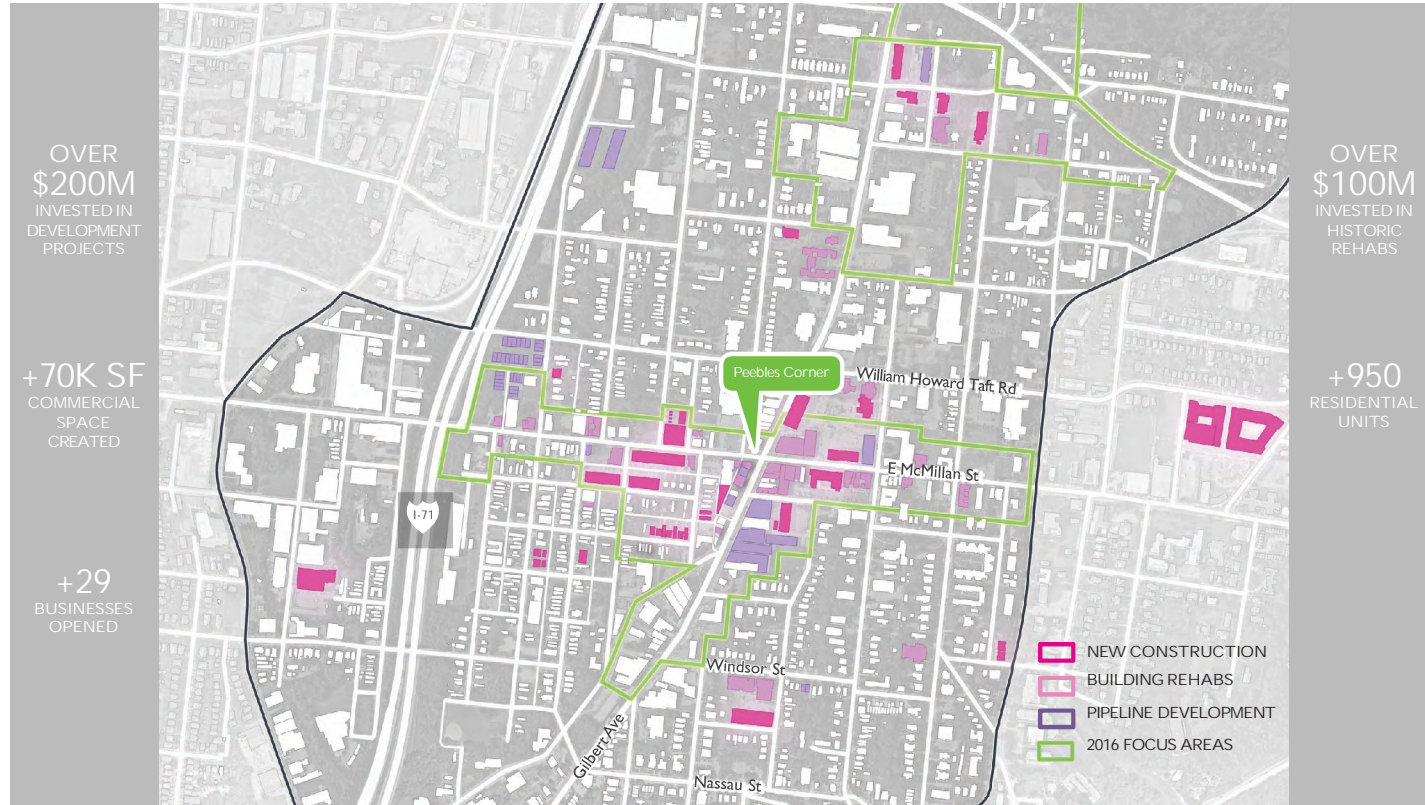 OVER
$200M
INVESTED IN
DEVELOPMENT
PROJECTS
+70K SF
COMMERCIAL
SPACE
CREATED
+29
BUSINESSES
OPENED
Peebles Corner
William Howard Taft Rd
E McMillan St
I-71
Windsor St
Gilbert Ave
Nassau St
NEW CONSTRUCTION
BUILDING REHABS
PIPELINE DEVELOPMENT
2016 FOCUS AREAS
OVER
$100M
INVESTED IN
HISTORIC
REHABS
+950
RESIDENTIAL
UNITS